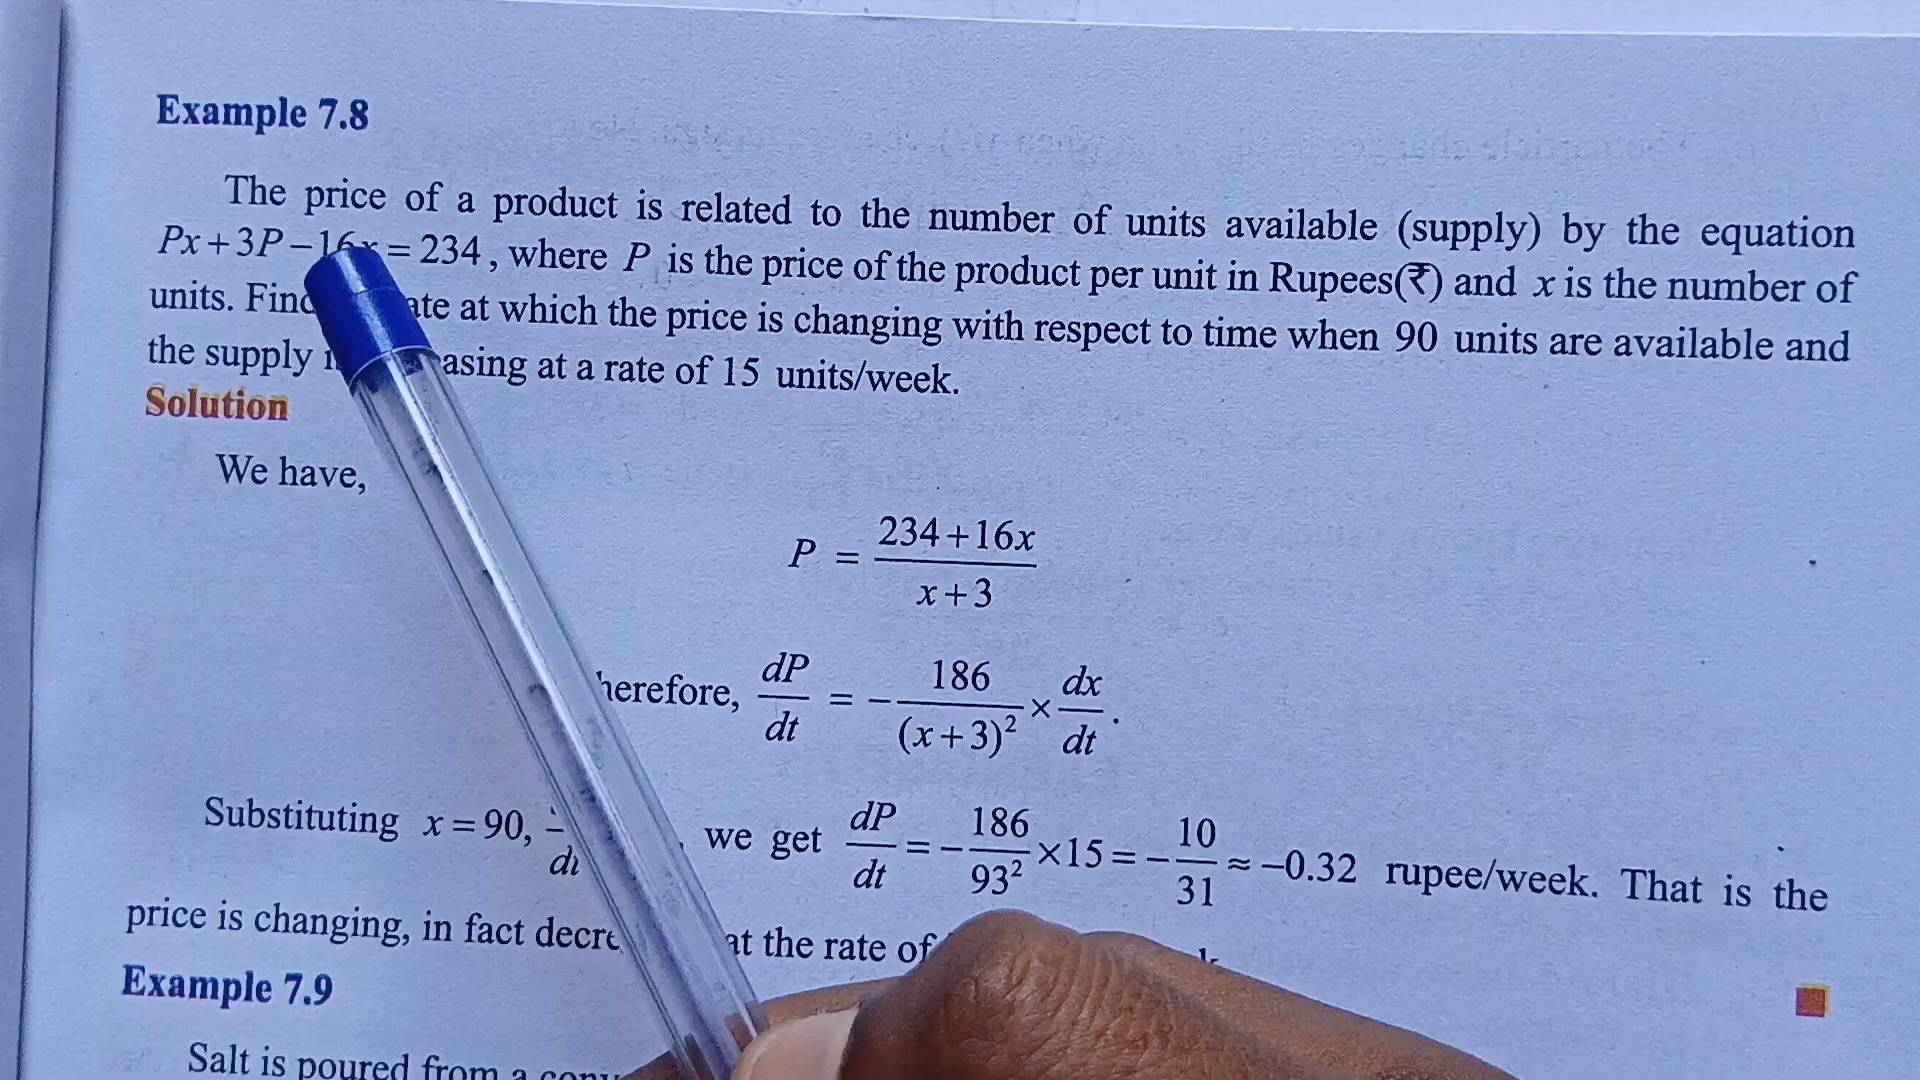 Example 7.8
The price of a product is related to the number of units available (supply) by the equation
Px + 3P − 16x = 234, where P is the price of the product per unit in Rupees(₹) and x is the number of
units. at which the price is changing with respect to time when 90 units are available and
the supply at a rate of 15 units/week.
Solution
We have,
P = (234 + 16x)/(x + 3)
dP/dt = − 186/(x + 3)² × dx/dt.
Substituting x = 90, we get dP/dt = − 186/93² × 15 = − 10/31 ≈ −0.32 rupee/week. That is the
price is changing, in fact at the rate of
Example 7.9
Salt is poured from a